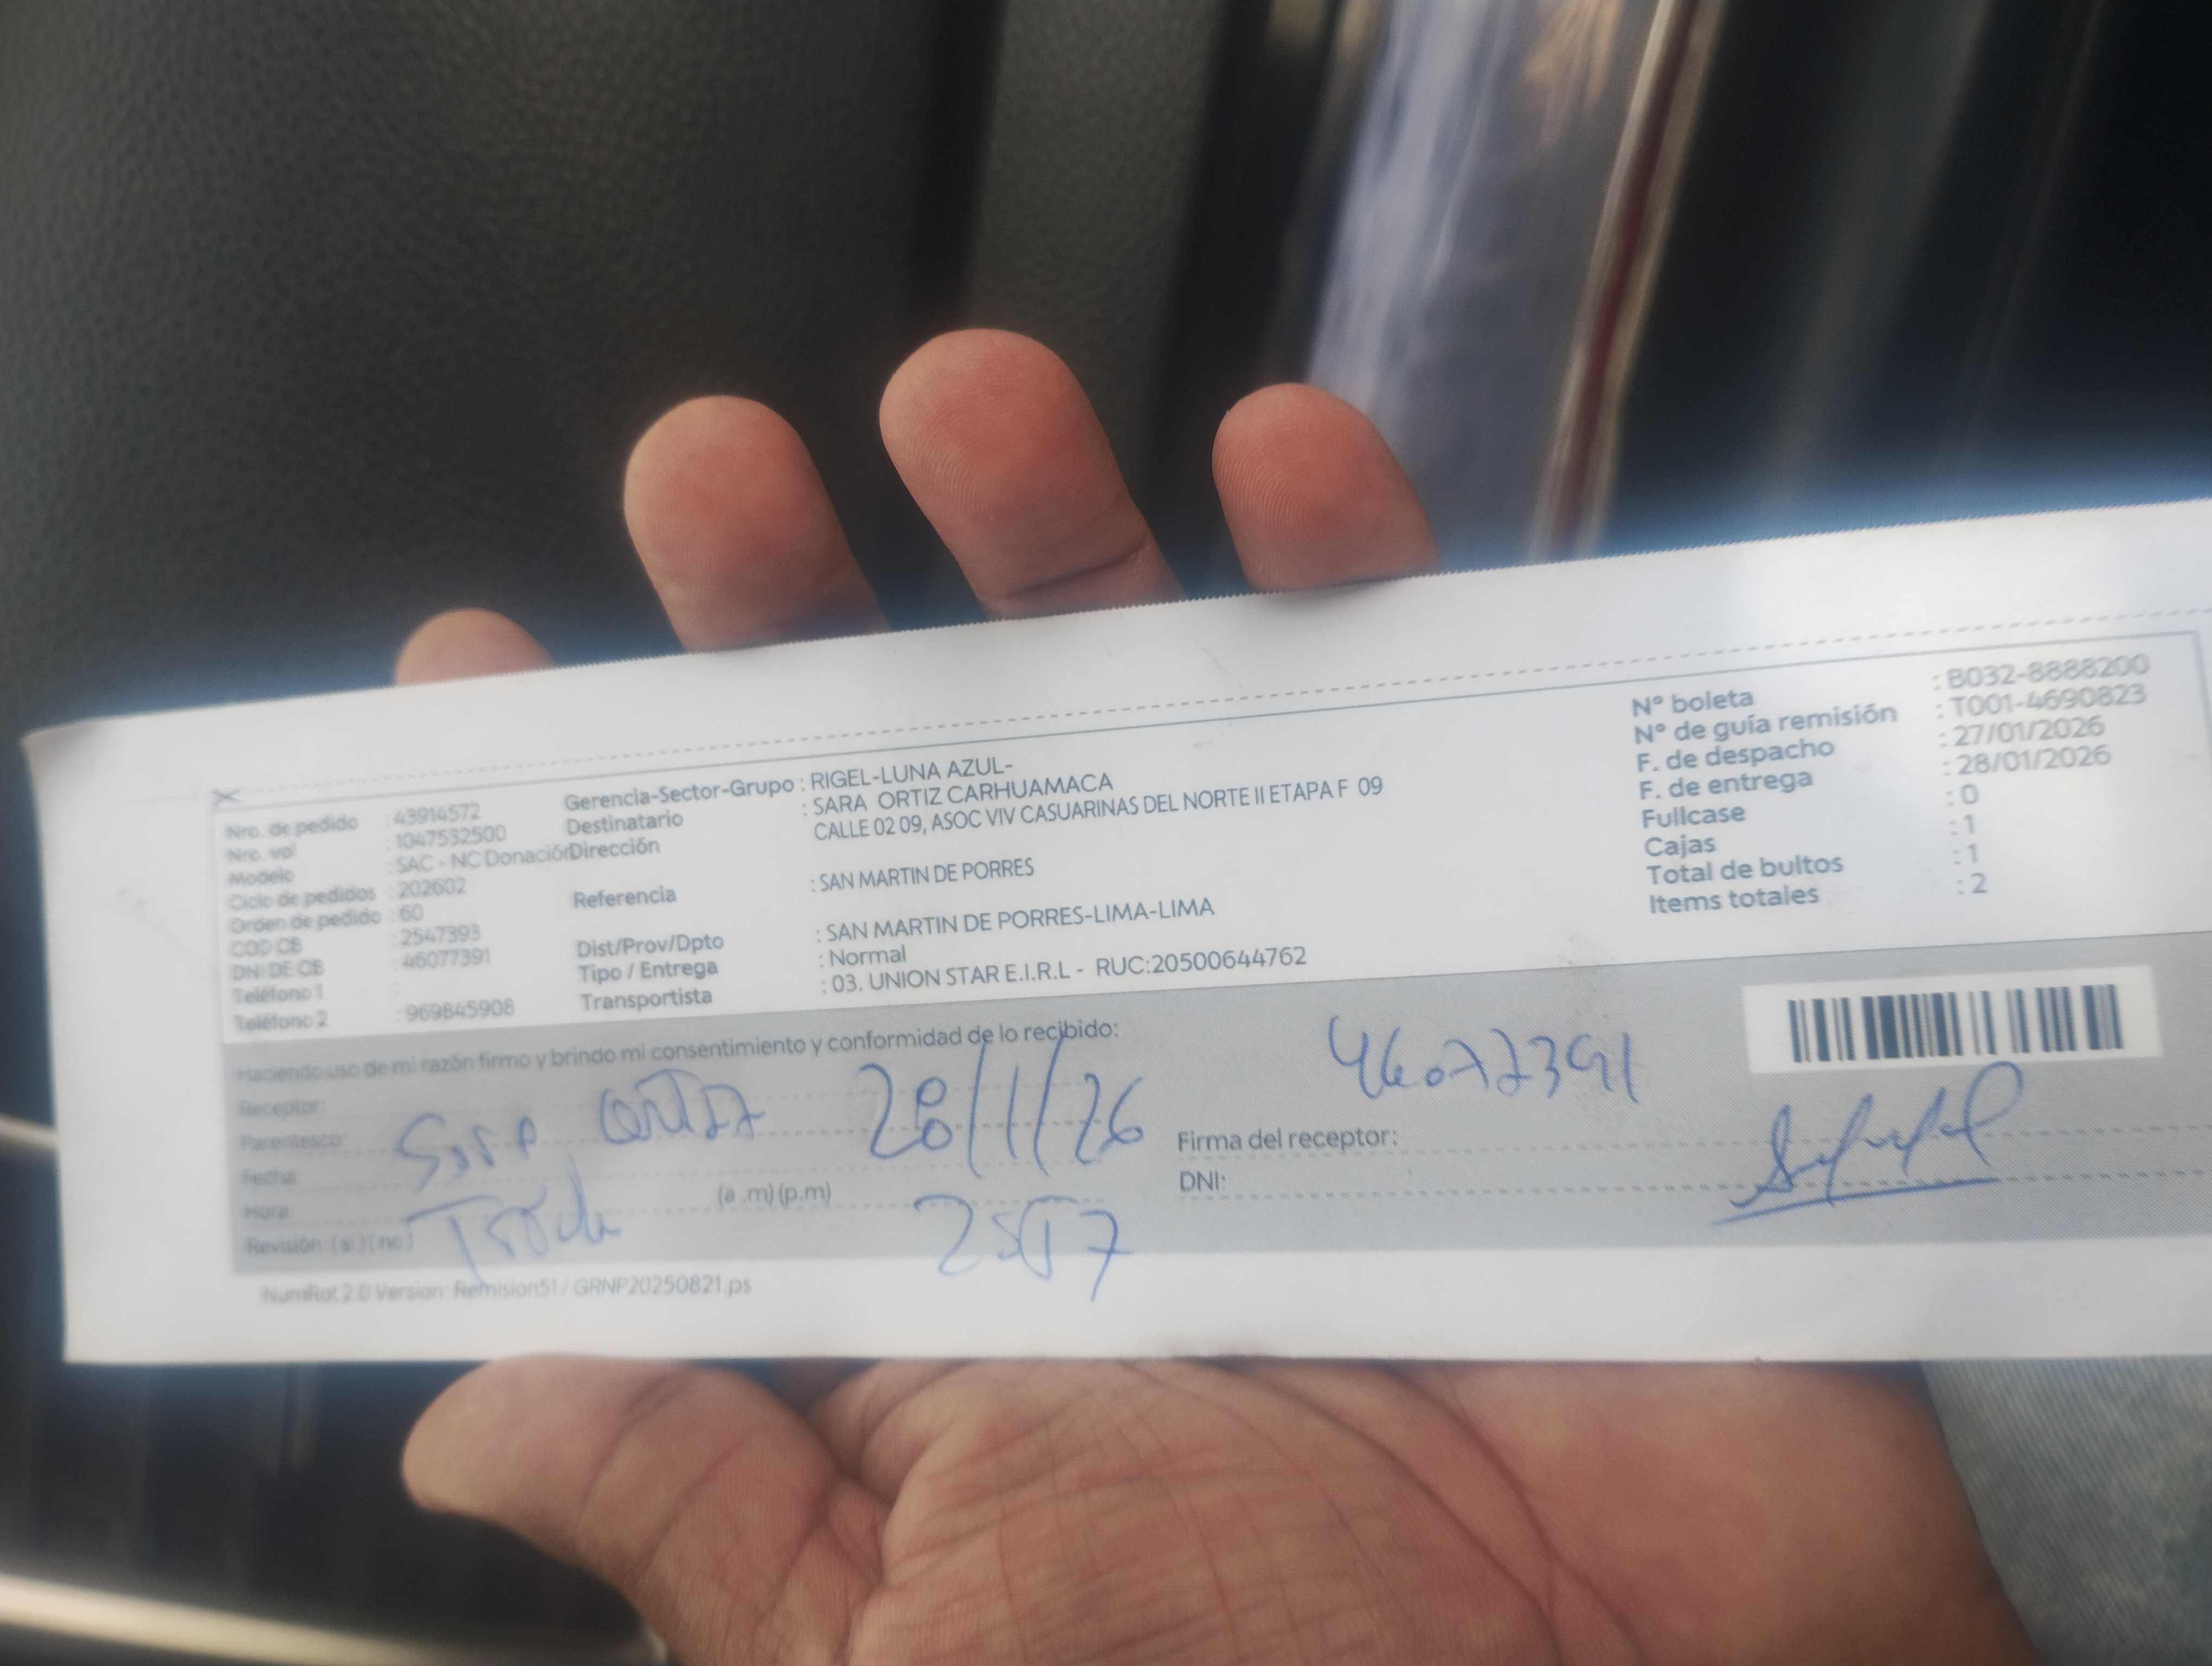 Nro. de pedido : 43914572
Nro. vol : 1047532500
Modelo : SAC - NC Donación
Ciclo de pedidos : 202602
Orden de pedido : 60
COD CB : 2547393
DNI DE CB : 46077391
Teléfono 1 :
Teléfono 2 : 969845908
Gerencia-Sector-Grupo : RIGEL-LUNA AZUL-
Destinatario : SARA ORTIZ CARHUAMACA
Dirección CALLE 02 09, ASOC VIV CASUARINAS DEL NORTE II ETAPA F 09
Referencia : SAN MARTIN DE PORRES
Dist/Prov/Dpto : SAN MARTIN DE PORRES-LIMA-LIMA
Tipo / Entrega : Normal
Transportista : 03. UNION STAR E.I.R.L - RUC:20500644762
N° boleta : B032-8888200
N° de guía remisión : T001-4690823
F. de despacho : 27/01/2026
F. de entrega : 28/01/2026
Fullcase : 0
Cajas : 1
Total de bultos : 1
Items totales : 2
Haciendo uso de mi razón firmo y brindo mi consentimiento y conformidad de lo recibido:
Receptor:
Parentesco:
Fecha:
Hora:
Revisión: (si) (no)
28/1/26
(a .m) (p.m)
46077391
Firma del receptor:
DNI:
NumRot 2.0 Version: Remision51 / GRNP20250821.ps